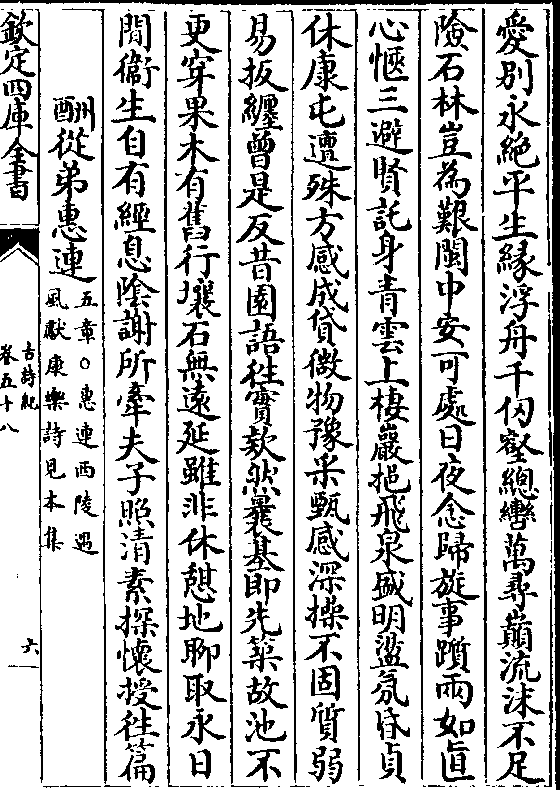 愛別永絶平生縁浮舟千仞壑總轡萬尋巔流沫不足
險石林豈為艱閩中安可處日夜念歸旋事躓兩如直
心愜三避賢託身青雲上棲巖挹飛泉盛明盪氛昏貞
休康屯邅殊方感成貸微物豫采甄感深操不固質弱
易扳纏曾是反昔園語往實欵然曩基即先築故池不
更穿果木有舊行壤石無遠延雖非休憩地聊取永日
閒衞生自有經息陰謝所牽夫子照清素探懷授往篇
酬從弟惠連五章○惠連西陵遇風獻康樂詩見本集
欽定四庫全書
古詩紀
卷五十八
六